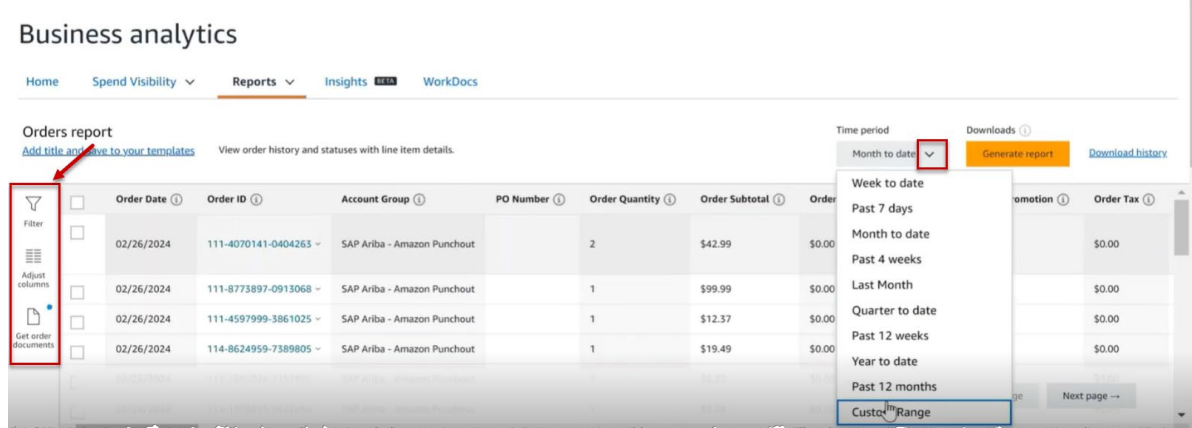 Business analytics
Home Spend Visibility Reports Insights BETA WorkDocs
Orders report
Time period Downloads
Add title and save to your templates View order history and statuses with line item details.
Month to date Generate report Download history
Week to date
Past 7 days
Month to date
Past 4 weeks
Last Month
Quarter to date
Past 12 weeks
Year to date
Past 12 months
Custom Range
Filter
Adjust
columns
Get order
documents
Order Date Order ID Account Group PO Number Order Quantity Order Subtotal Order omotion Order Tax
02/26/2024 111-4070141-0404263 SAP Ariba - Amazon Punchout 2 $42.99 $0.00 $0.00
02/26/2024 111-8773897-0913068 SAP Ariba - Amazon Punchout 1 $99.99 $0.00 $0.00
02/26/2024 111-4597999-3861025 SAP Ariba - Amazon Punchout 1 $12.37 $0.00 $0.00
02/26/2024 114-8624959-7389805 SAP Ariba - Amazon Punchout 1 $19.49 $0.00 $0.00
Next page →